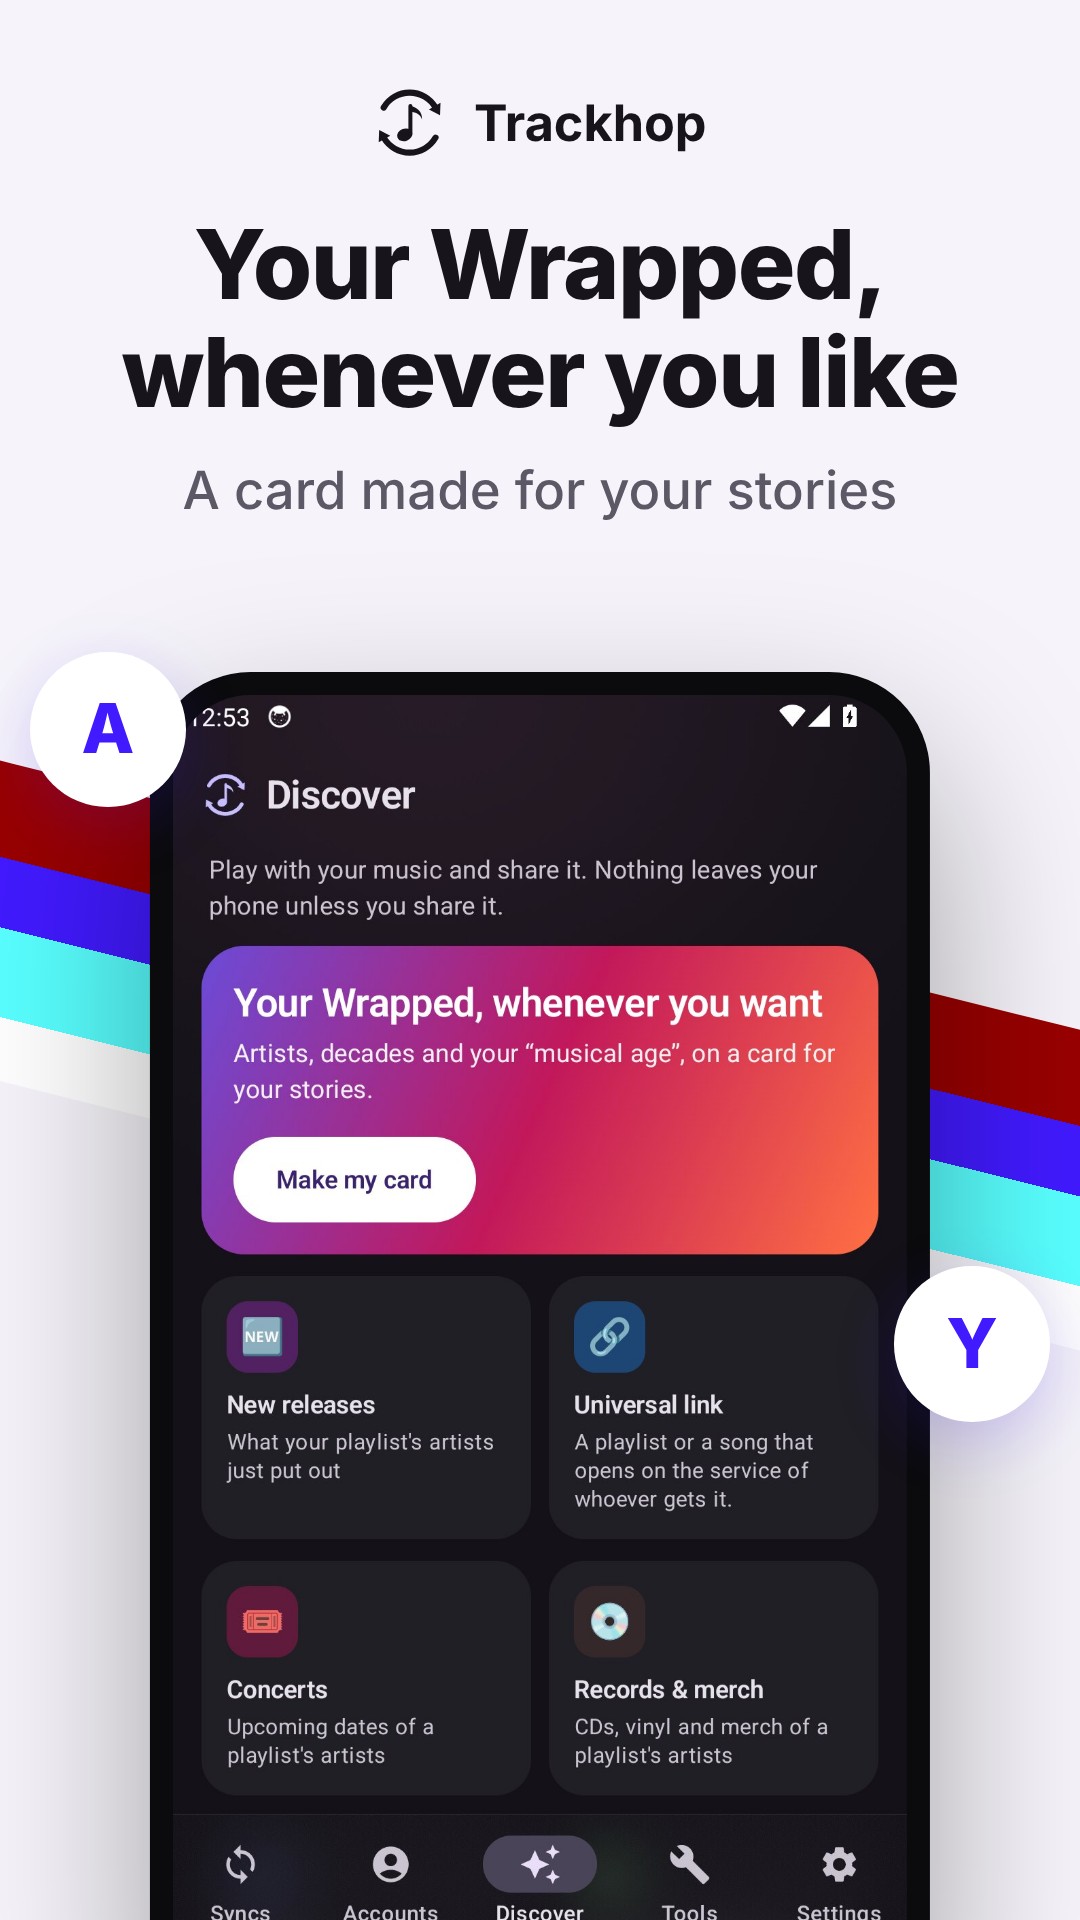 Trackhop
Your Wrapped,
whenever you like
A card made for your stories
A
12:53
Discover
Play with your music and share it. Nothing leaves your
phone unless you share it.
Your Wrapped, whenever you want
Artists, decades and your “musical age”, on a card for
your stories.
Make my card
Y
NEW
New releases
What your playlist's artists
just put out
Universal link
A playlist or a song that
opens on the service of
whoever gets it.
Concerts
Upcoming dates of a
playlist's artists
Records & merch
CDs, vinyl and merch of a
playlist's artists
Syncs
Accounts
Discover
Tools
Settings